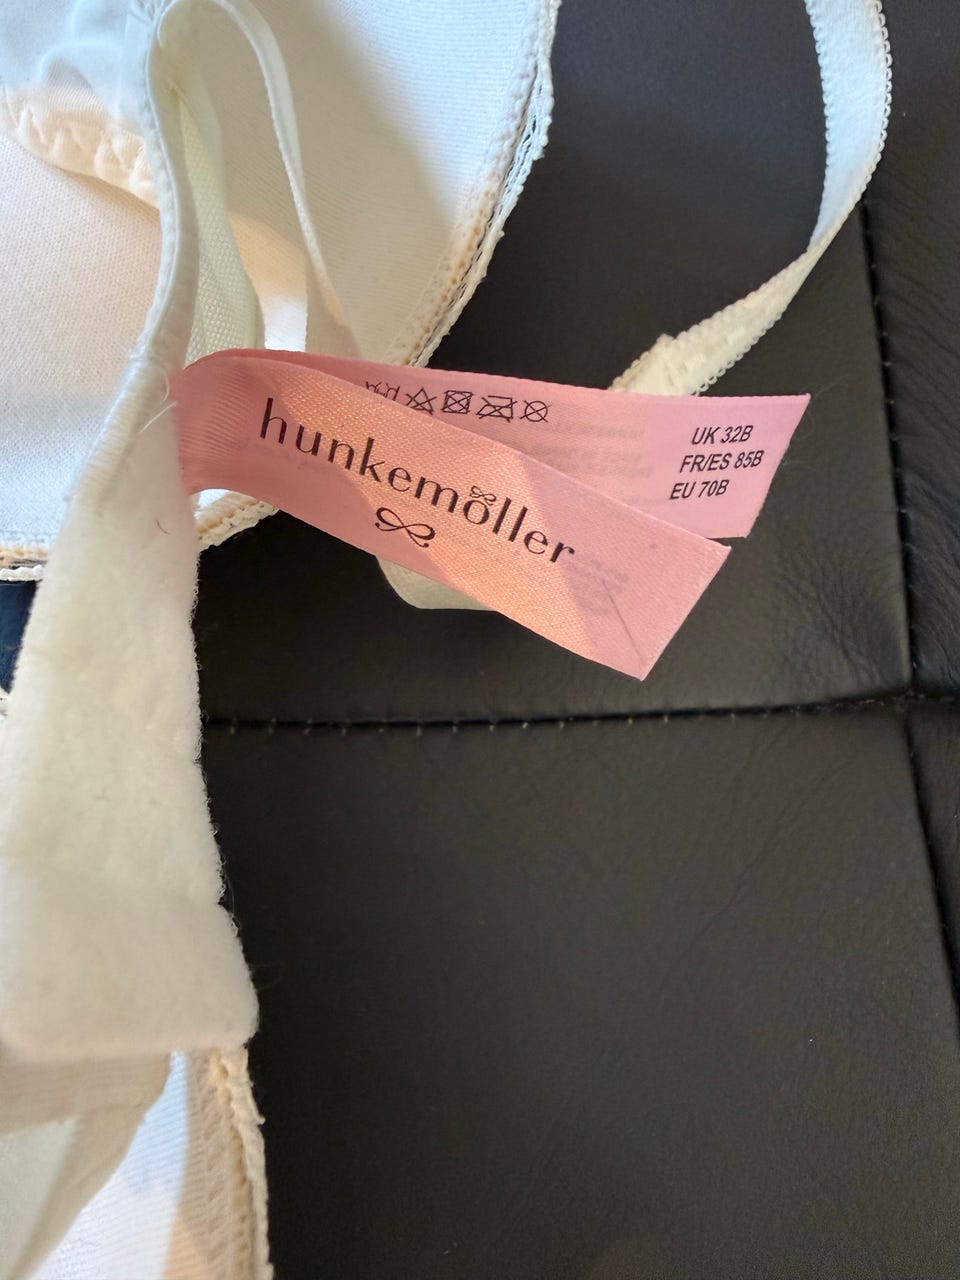 hunkemöller
UK 32B
FR/ES 85B
EU 70B